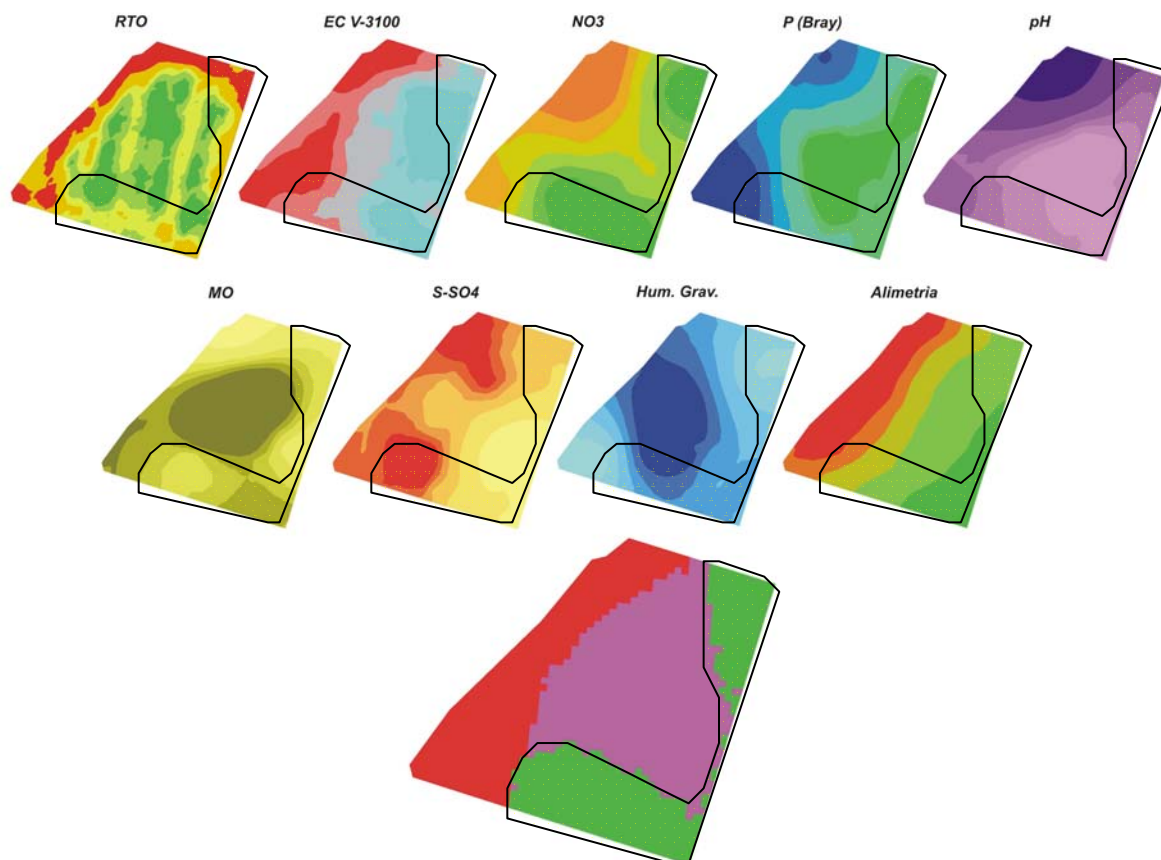 RTO
EC V-3100
NO3
P (Bray)
pH
MO
S-SO4
Hum. Grav.
Alimetria